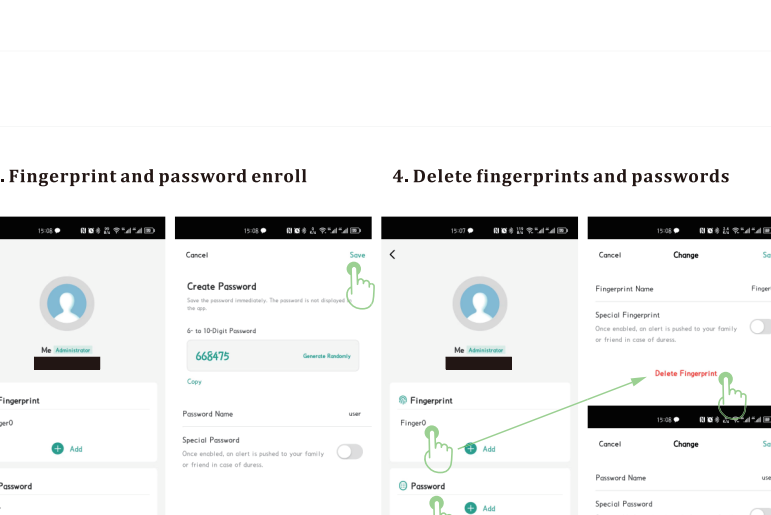 . Fingerprint and password enroll
4. Delete fingerprints and passwords
15:08
15:08
15:07
15:08
Cancel
Save
Create Password
Save the password immediately. The password is not displayed
the app.
6- to 10-Digit Password
668475
Generate Randomly
Copy
Password Name
user
Special Password
Once enabled, an alert is pushed to your family
or friend in case of duress.
Me Administrator
Fingerprint
ger0
Add
Password
Me Administrator
Fingerprint
Finger0
Add
Password
Add
Cancel
Change
Sa
Fingerprint Name
Finger
Special Fingerprint
Once enabled, an alert is pushed to your family
or friend in case of duress.
Delete Fingerprint
15:08
Cancel
Change
Sa
Password Name
use
Special Password